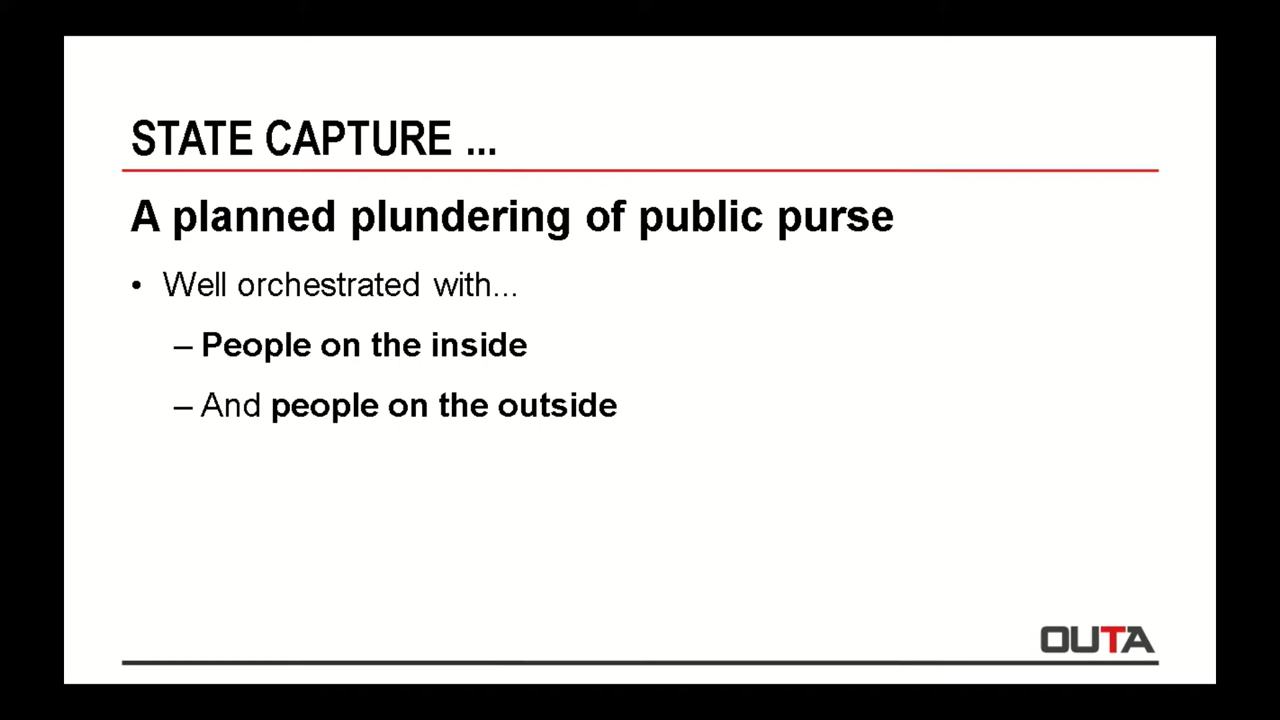 STATE CAPTURE ...
A planned plundering of public purse
• Well orchestrated with...
– People on the inside
– And people on the outside
OUTA